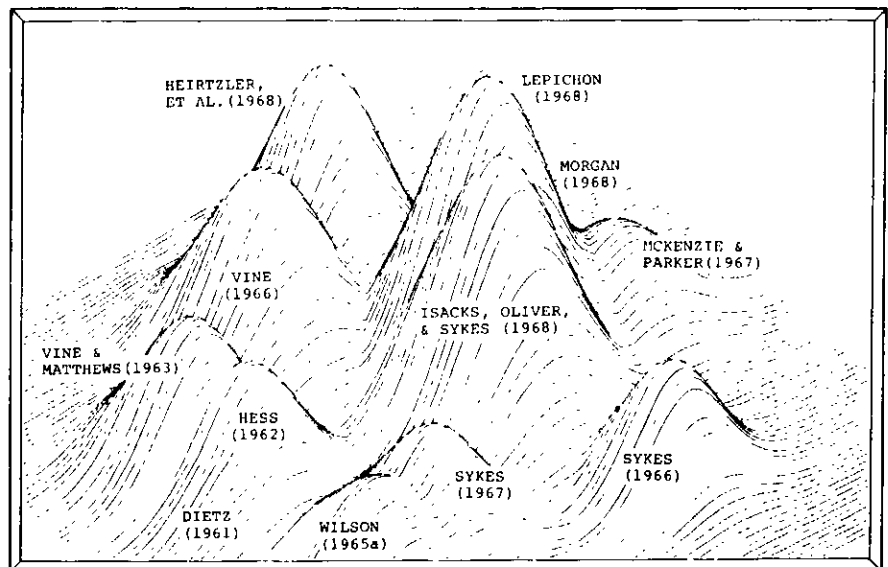 HEIRTZLER,
ET AL.(1968)
LEPICHON
(1968)
MORGAN
(1968)
MCKENZIE &
PARKER(1967)
VINE
(1966)
ISACKS, OLIVER,
& SYKES (1968)
VINE &
MATTHEWS(1963)
HESS
(1962)
SYKES
(1967)
SYKES
(1966)
DIETZ
(1961)
WILSON
(1965a)